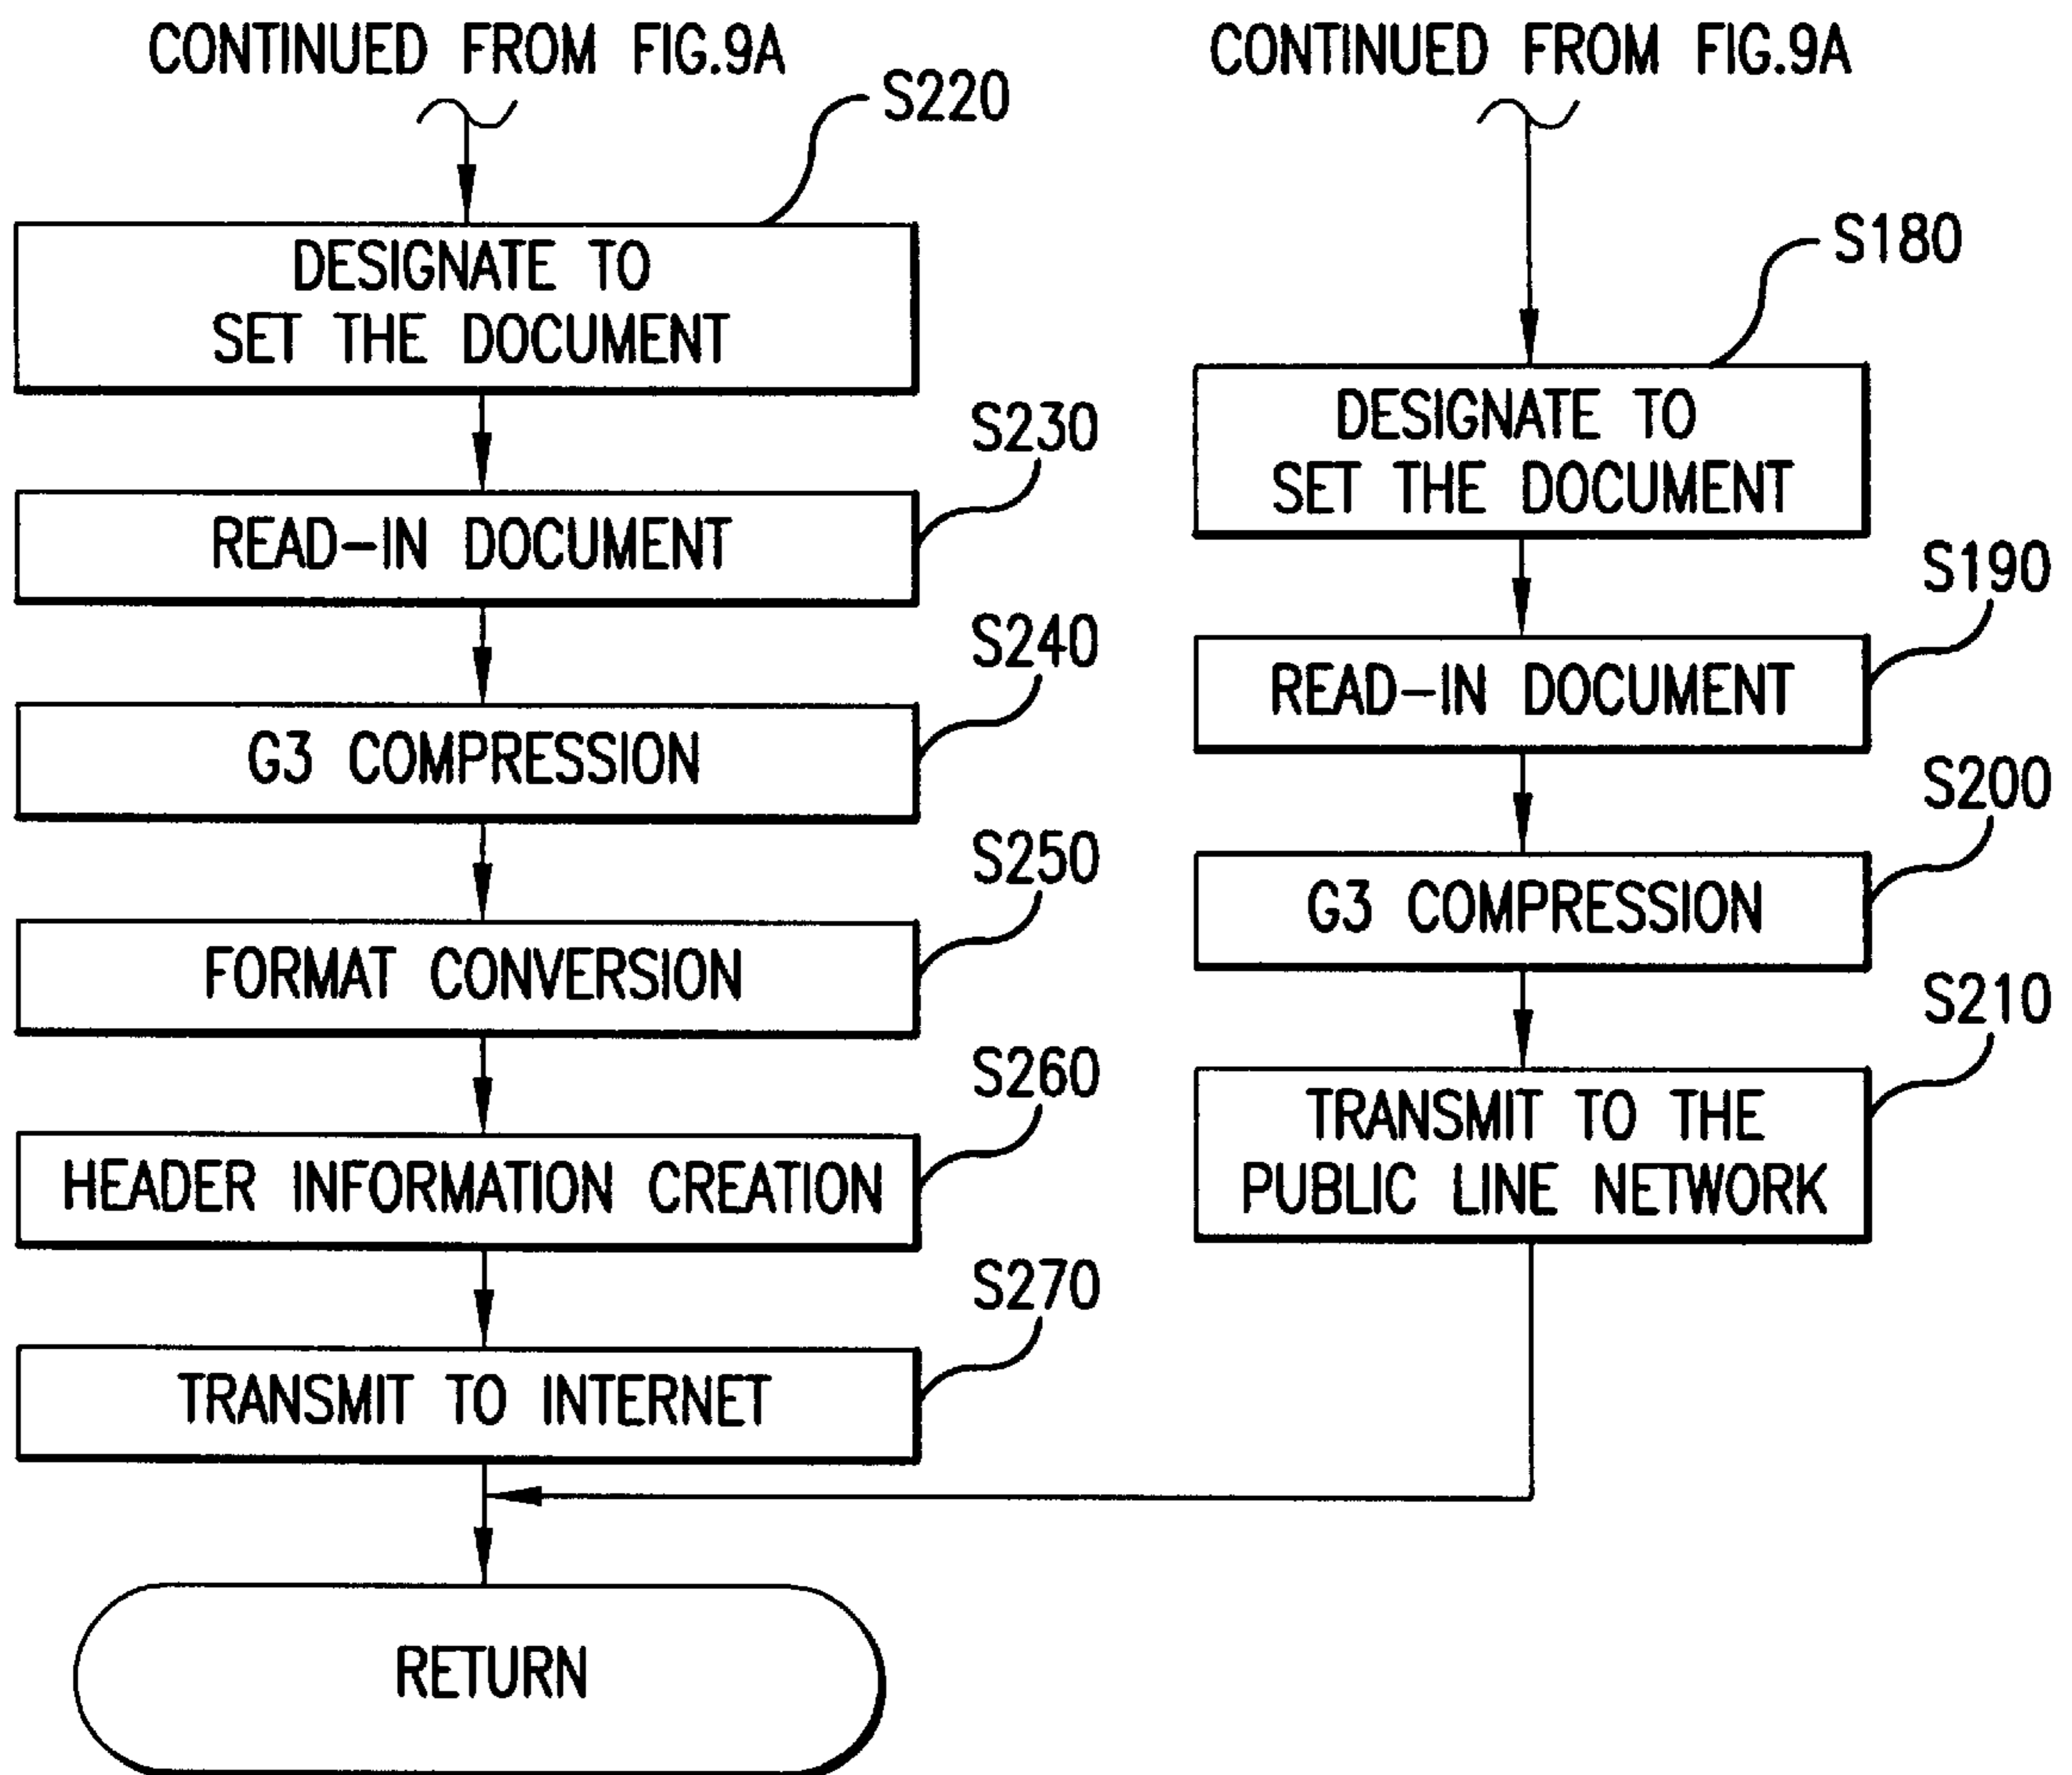 CONTINUED FROM FIG.9A
S220
DESIGNATE TO
SET THE DOCUMENT
S230
READ-IN DOCUMENT
S240
G3 COMPRESSION
S250
FORMAT CONVERSION
S260
HEADER INFORMATION CREATION
S270
TRANSMIT TO INTERNET
RETURN
CONTINUED FROM FIG.9A
S180
DESIGNATE TO
SET THE DOCUMENT
S190
READ-IN DOCUMENT
S200
G3 COMPRESSION
S210
TRANSMIT TO THE
PUBLIC LINE NETWORK